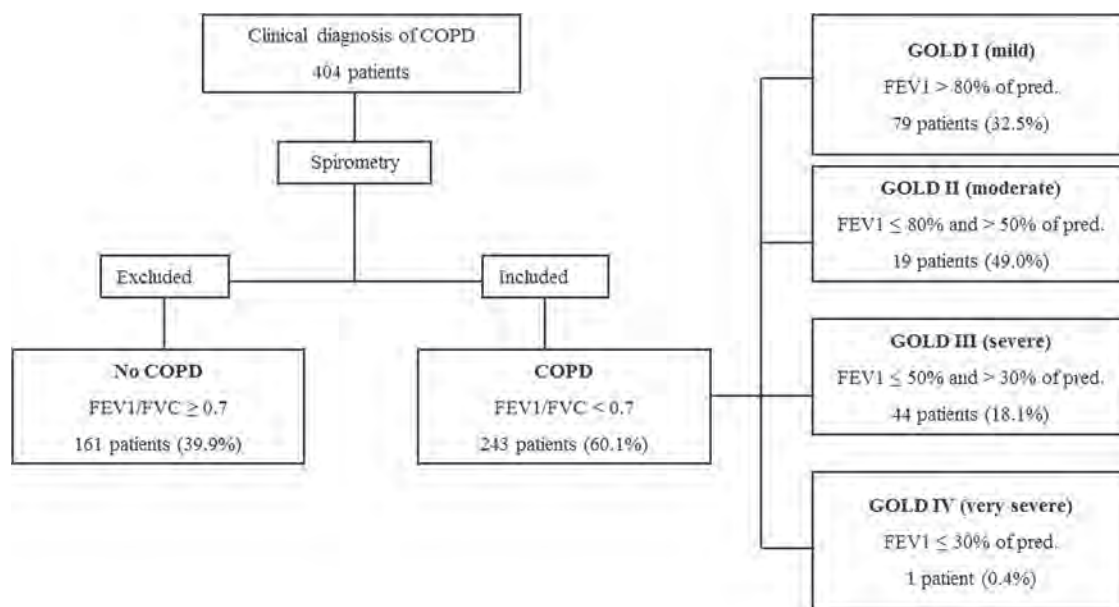 Clinical diagnosis of COPD
404 patients
Spirometry
Excluded
Included
No COPD
FEV1/FVC ≥ 0.7
161 patients (39.9%)
COPD
FEV1/FVC < 0.7
243 patients (60.1%)
GOLD I (mild)
FEV1 > 80% of pred.
79 patients (32.5%)
GOLD II (moderate)
FEV1 ≤ 80% and > 50% of pred.
19 patients (49.0%)
GOLD III (severe)
FEV1 ≤ 50% and > 30% of pred.
44 patients (18.1%)
GOLD IV (very severe)
FEV1 ≤ 30% of pred.
1 patient (0.4%)